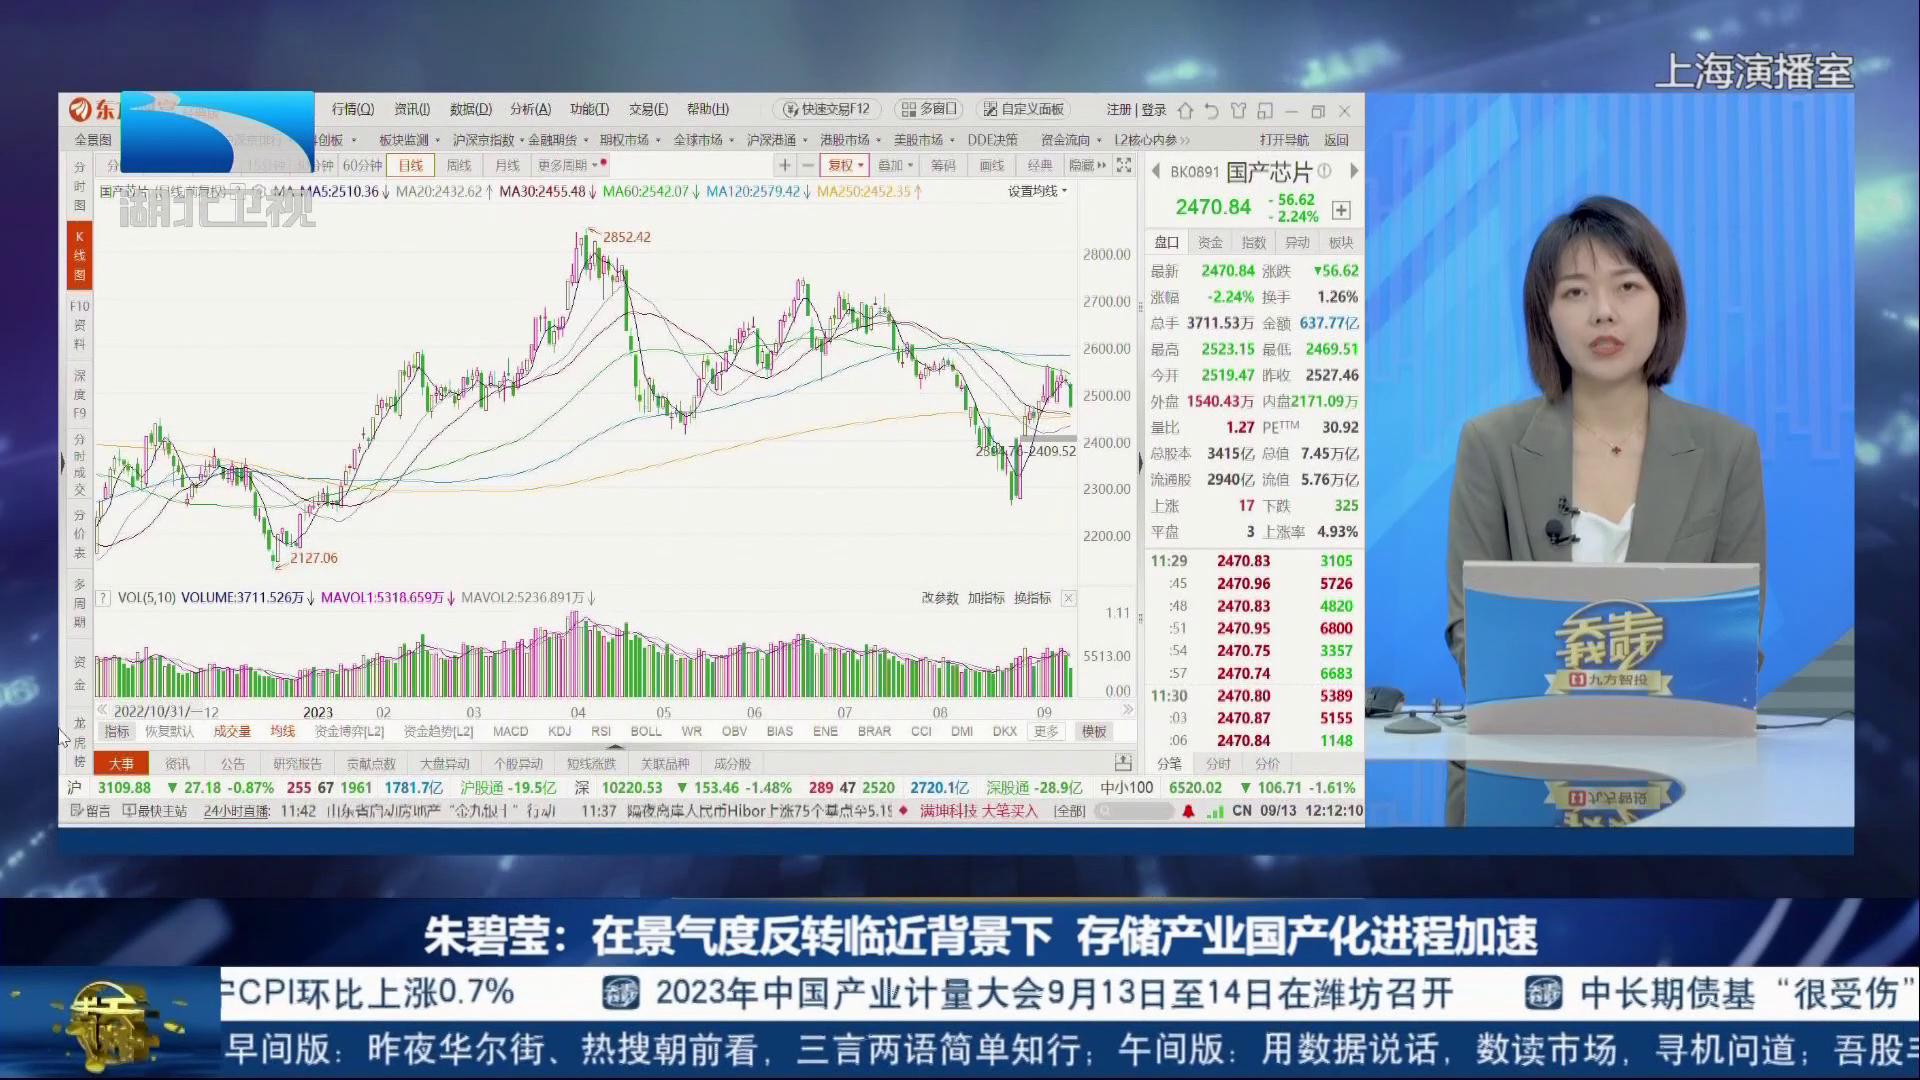 上海演播室
湖北卫视
行情(Q) 资讯(I) 数据(D) 分析(A) 功能(T) 交易(E) 帮助(H) 快速交易F12 多窗口 自定义面板 注册 | 登录
全景图 创板 板块监测 沪深京指数 金融期货 期权市场 全球市场 沪深港通 港股市场 美股市场 DDE决策 资金流向 L2核心内参 打开导航 返回
60分钟 日线 周线 月线 更多周期 + − 复权 叠加 筹码 画线 经典 隐藏
MA5:2510.36↓ MA20:2432.62↑ MA30:2455.48↓ MA60:2542.07↓ MA120:2579.42↓ MA250:2452.35↑ 设置均线
分时图
K线图
F10资料
深度F9
分时成交
分价表
多周期
资金
龙虎榜
2852.42
2127.06
2409.52
2800.00
2700.00
2600.00
2500.00
2400.00
2300.00
2200.00
VOL(5,10) VOLUME:3711.526万↓ MAVOL1:5318.659万↓ MAVOL2:5236.891万↓ 改参数 加指标 换指标
1.11
5513.00
0.00
2022/10/31/一12 2023 02 03 04 05 06 07 08 09
指标 恢复默认 成交量 均线 资金博弈[L2] 资金趋势[L2] MACD KDJ RSI BOLL WR OBV BIAS ENE BRAR CCI DMI DKX 更多 模板
大事 资讯 公告 研究报告 贡献点数 大盘异动 个股异动 短线涨跌 关联品种 成分股
BK0891 国产芯片
2470.84 -56.62
-2.24%
盘口 资金 指数 异动 板块
最新 2470.84 涨跌 ▼56.62
涨幅 -2.24% 换手 1.26%
总手 3711.53万 金额 637.77亿
最高 2523.15 最低 2469.51
今开 2519.47 昨收 2527.46
外盘 1540.43万 内盘2171.09万
量比 1.27 PETTM 30.92
总股本 3415亿 总值 7.45万亿
流通股 2940亿 流值 5.76万亿
上涨 17 下跌 325
平盘 3 上涨率 4.93%
11:29 2470.83 3105
:45 2470.96 5726
:48 2470.83 4820
:51 2470.95 6800
:54 2470.75 3357
:57 2470.74 6683
11:30 2470.80 5389
:03 2470.87 5155
:06 2470.84 1148
分笔 分时 分价
沪 3109.88 ▼ 27.18 -0.87% 255 67 1961 1781.7亿 沪股通 -19.5亿 深 10220.53 ▼ 153.46 -1.48% 289 47 2520 2720.1亿 深股通 -28.9亿 中小100 6520.02 ▼ 106.71 -1.61%
留言 最快主站 24小时直播: 11:42 山东省启动房地产“金九银十”行动 11:37 隔夜离岸人民币Hibor上涨75个基点至5.19 满坤科技 大笔买入 [全部] CN 09/13 12:12:10
天生我财
九方智投
朱碧莹：在景气度反转临近背景下 存储产业国产化进程加速
CPI环比上涨0.7% 2023年中国产业计量大会9月13日至14日在潍坊召开 中长期债基“很受伤”
早间版：昨夜华尔街、热搜朝前看，三言两语简单知行；午间版：用数据说话，数读市场，寻机问道；吾股丰